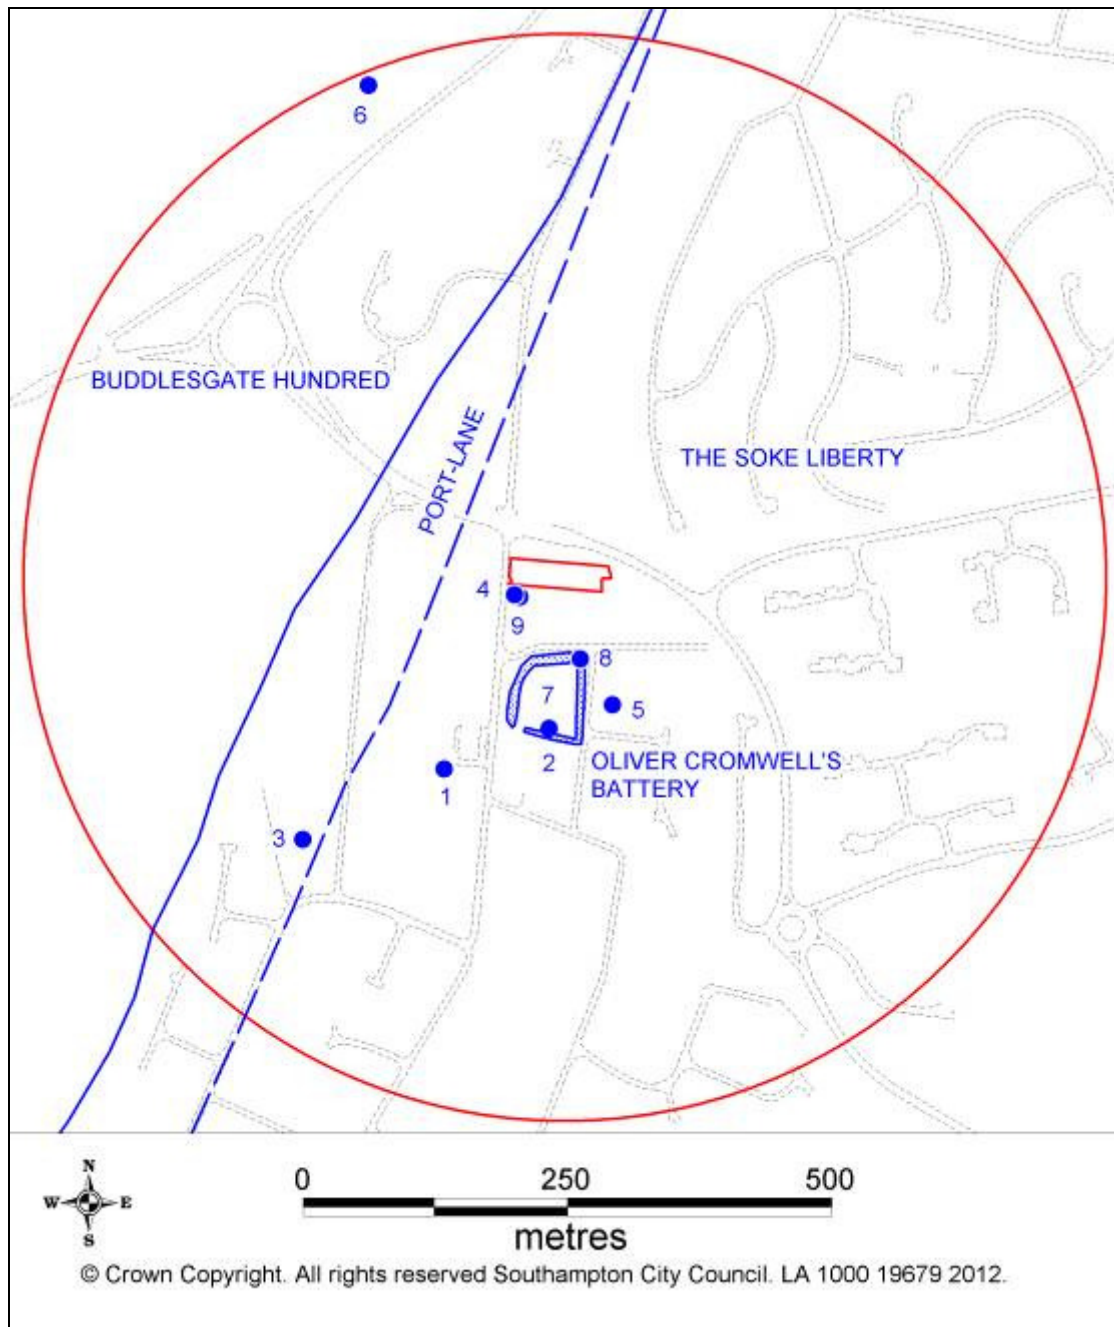 6
BUDDLESGATE HUNDRED
PORT-LANE
THE SOKE LIBERTY
4
9
8
7
5
2
OLIVER CROMWELL'S
BATTERY
1
3
N
W E
S
0 250 500
metres
© Crown Copyright. All rights reserved Southampton City Council. LA 1000 19679 2012.